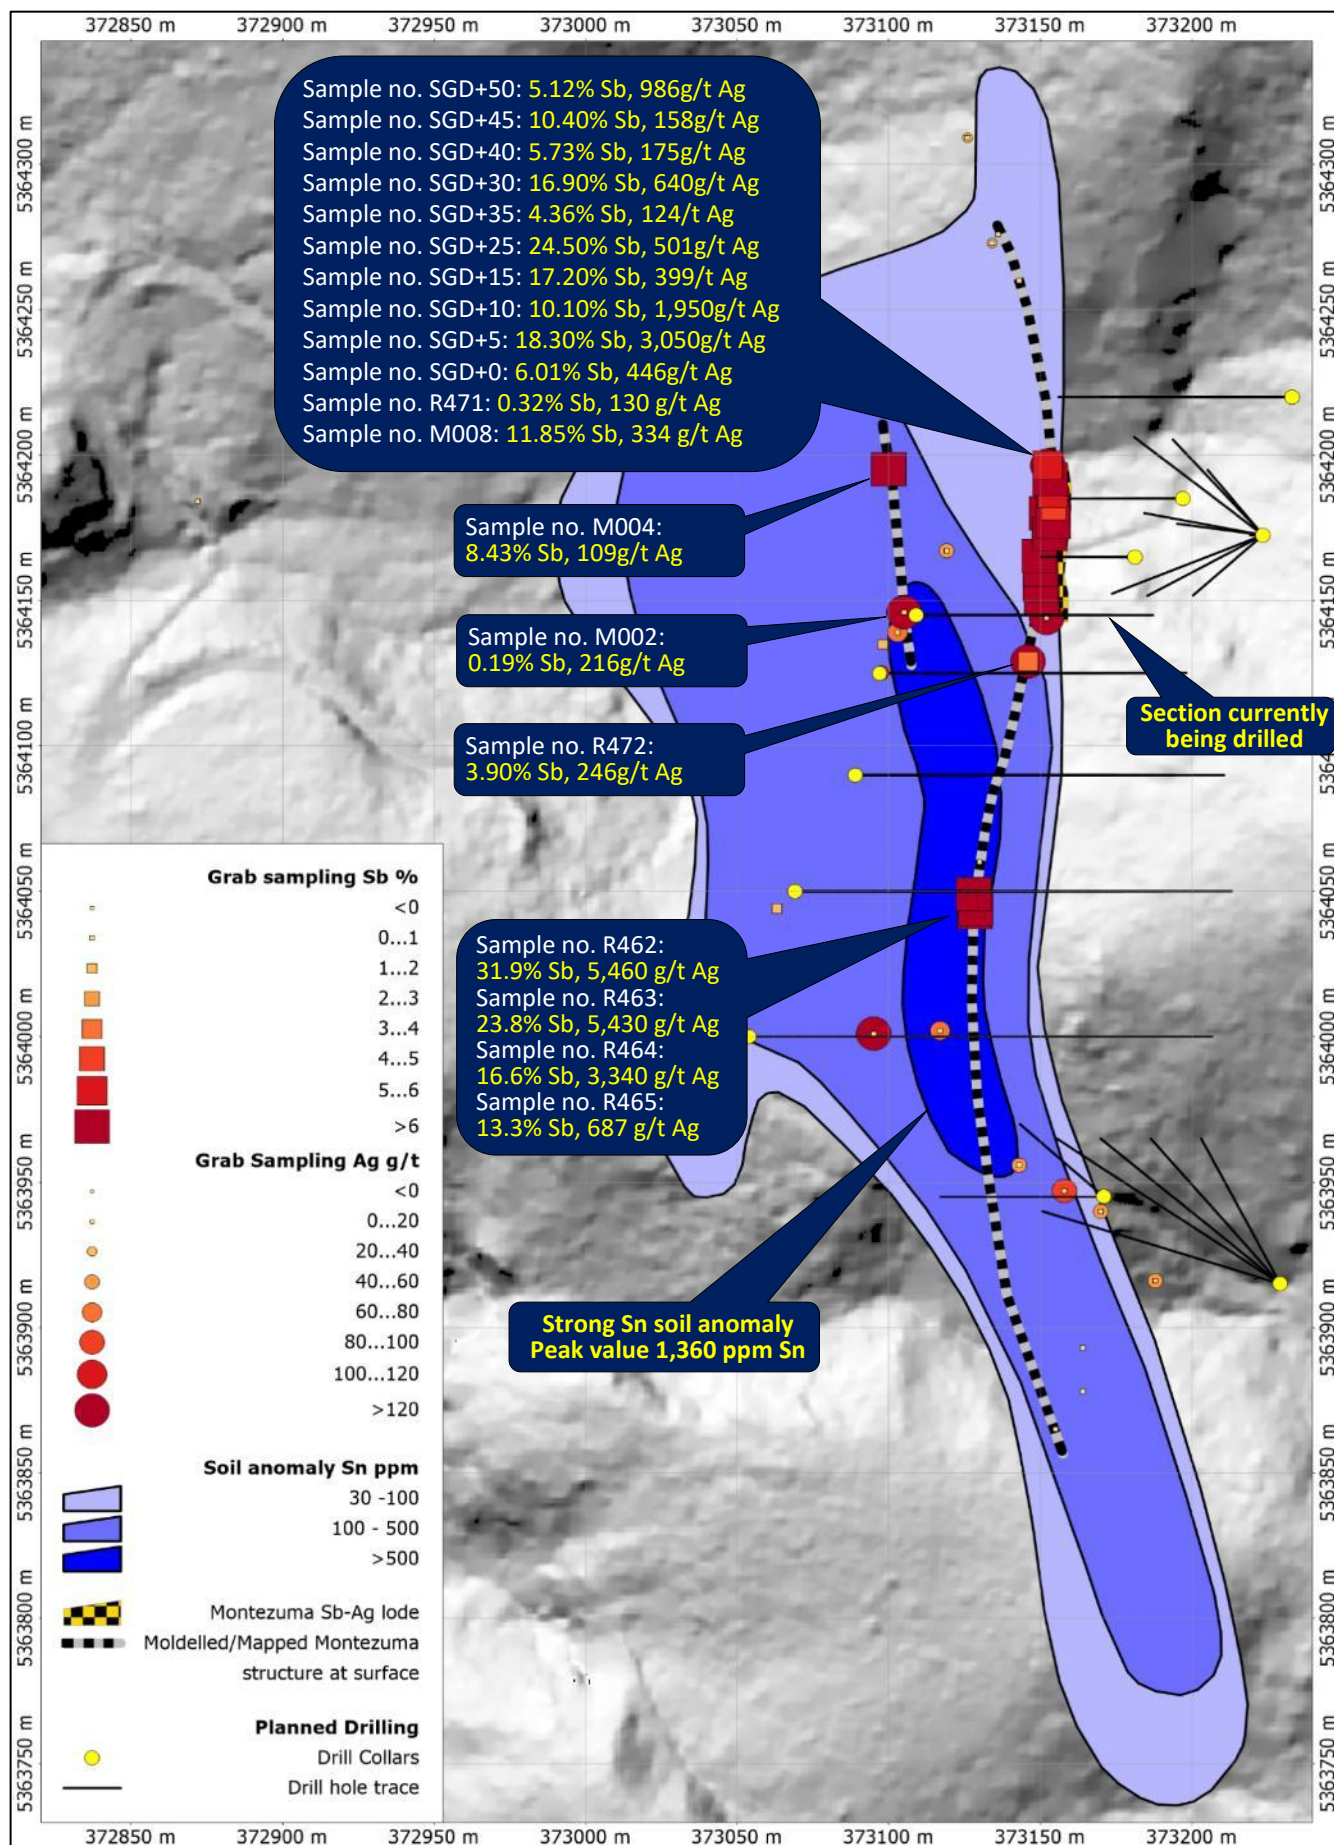 372850 m 372900 m 372950 m 373000 m 373050 m 373100 m 373150 m 373200 m
Sample no. SGD+50: 5.12% Sb, 986g/t Ag
Sample no. SGD+45: 10.40% Sb, 158g/t Ag
Sample no. SGD+40: 5.73% Sb, 175g/t Ag
Sample no. SGD+30: 16.90% Sb, 640g/t Ag
Sample no. SGD+35: 4.36% Sb, 124/t Ag
Sample no. SGD+25: 24.50% Sb, 501g/t Ag
Sample no. SGD+15: 17.20% Sb, 399/t Ag
Sample no. SGD+10: 10.10% Sb, 1,950g/t Ag
Sample no. SGD+5: 18.30% Sb, 3,050g/t Ag
Sample no. SGD+0: 6.01% Sb, 446g/t Ag
Sample no. R471: 0.32% Sb, 130 g/t Ag
Sample no. M008: 11.85% Sb, 334 g/t Ag
5364300 m
5364250 m
5364200 m
5364150 m
5364100 m
5364050 m
5364000 m
5363950 m
5363900 m
5363850 m
5363800 m
5363750 m
5364300 m
5364250 m
5364200 m
5364150 m
5364050 m
5364000 m
5363950 m
5363900 m
5363850 m
5363800 m
5363750 m
Sample no. M004:
8.43% Sb, 109g/t Ag
Sample no. M002:
0.19% Sb, 216g/t Ag
Section currently
being drilled
Sample no. R472:
3.90% Sb, 246g/t Ag
Sample no. R462:
31.9% Sb, 5,460 g/t Ag
Sample no. R463:
23.8% Sb, 5,430 g/t Ag
Sample no. R464:
16.6% Sb, 3,340 g/t Ag
Sample no. R465:
13.3% Sb, 687 g/t Ag
Strong Sn soil anomaly
Peak value 1,360 ppm Sn
Grab sampling Sb %
<0
0...1
1...2
2...3
3...4
4...5
5...6
>6
Grab Sampling Ag g/t
<0
0...20
20...40
40...60
60...80
80...100
100...120
>120
Soil anomaly Sn ppm
30 -100
100 - 500
>500
Montezuma Sb-Ag lode
Moldelled/Mapped Montezuma
structure at surface
Planned Drilling
Drill Collars
Drill hole trace
372850 m 372900 m 372950 m 373000 m 373050 m 373100 m 373150 m 373200 m